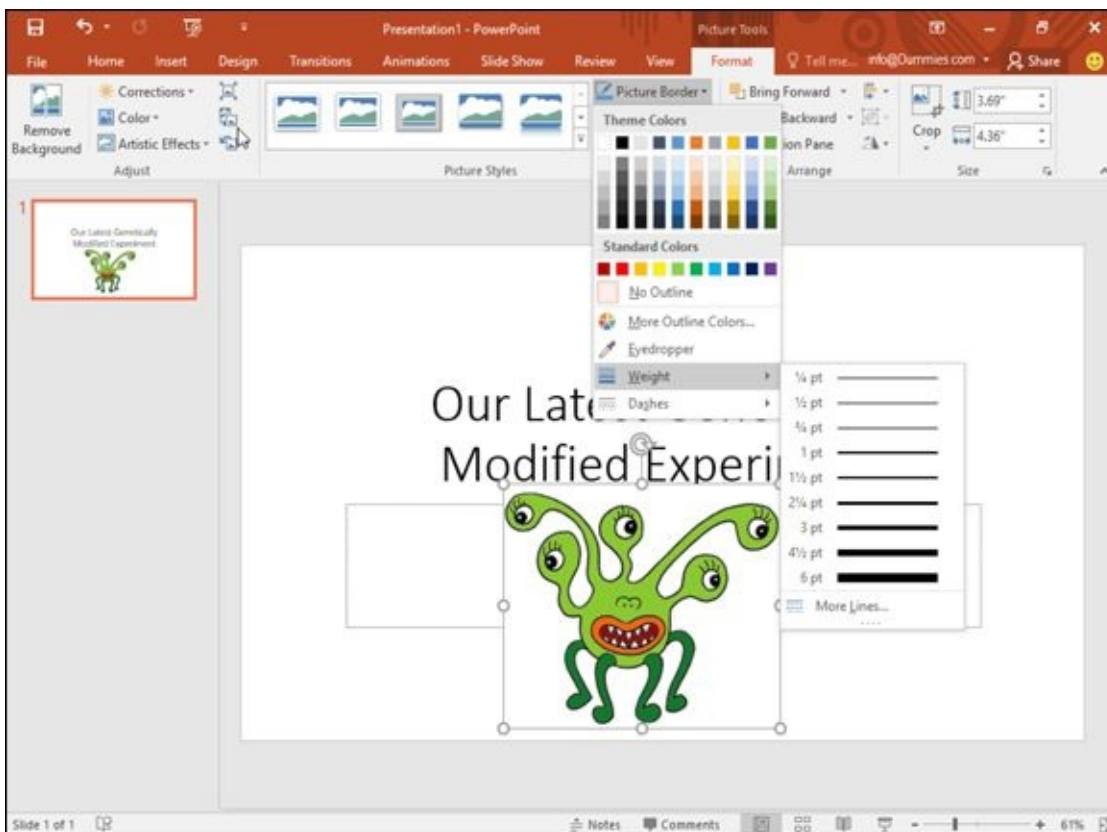 Presentation1 - PowerPoint
Picture Tools
File Home Insert Design Transitions Animations Slide Show Review View Format Tell me... info@Dummies.com Share
Remove Background
Corrections
Color
Artistic Effects
Adjust
Picture Styles
Picture Border
Bring Forward
Backward
ion Pane
Arrange
Crop
3.69"
4.36"
Size
Theme Colors
Standard Colors
No Outline
More Outline Colors...
Eyedropper
Weight
Dashes
¼ pt
½ pt
¾ pt
1 pt
1½ pt
2¼ pt
3 pt
4½ pt
6 pt
More Lines...
1
Our Latest Genetically
Modified Experiment
Our Late
Modified Experi
Slide 1 of 1
Notes Comments 61%